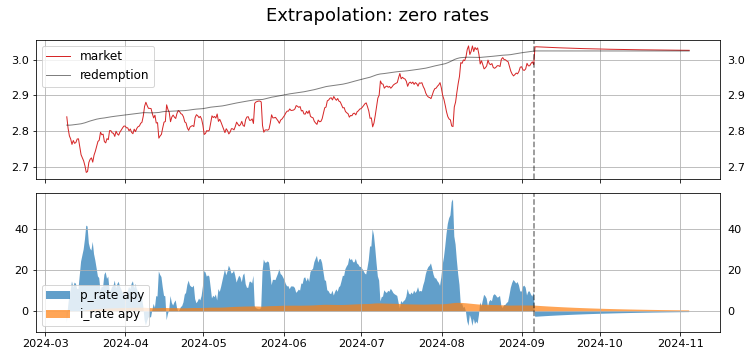 Extrapolation: zero rates
market
redemption
3.0 3.0
2.9 2.9
2.8 2.8
2.7 2.7
40 40
20 20
0 0
p_rate apy
i_rate apy
2024-03 2024-04 2024-05 2024-06 2024-07 2024-08 2024-09 2024-10 2024-11